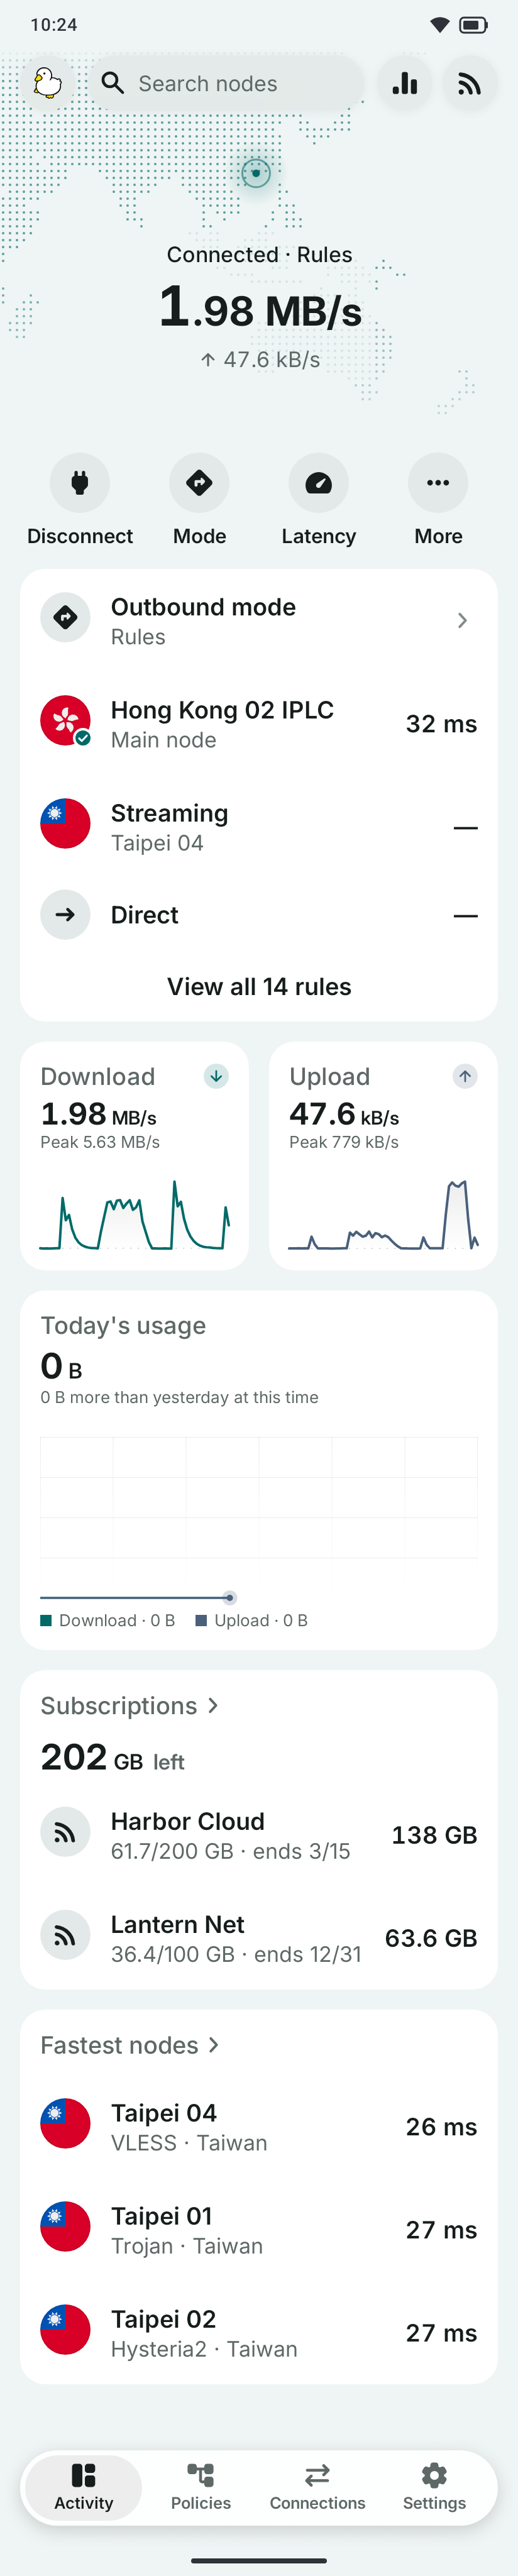 10:24
Search nodes
Connected · Rules
1.98 MB/s
↑ 47.6 kB/s
Disconnect
Mode
Latency
More
Outbound mode
Rules
Hong Kong 02 IPLC
Main node
32 ms
Streaming
Taipei 04
—
Direct
—
View all 14 rules
Download
1.98 MB/s
Peak 5.63 MB/s
Upload
47.6 kB/s
Peak 779 kB/s
Today's usage
0 B
0 B more than yesterday at this time
Download · 0 B
Upload · 0 B
Subscriptions
202 GB left
Harbor Cloud
61.7/200 GB · ends 3/15
138 GB
Lantern Net
36.4/100 GB · ends 12/31
63.6 GB
Fastest nodes
Taipei 04
VLESS · Taiwan
26 ms
Taipei 01
Trojan · Taiwan
27 ms
Taipei 02
Hysteria2 · Taiwan
27 ms
Activity
Policies
Connections
Settings